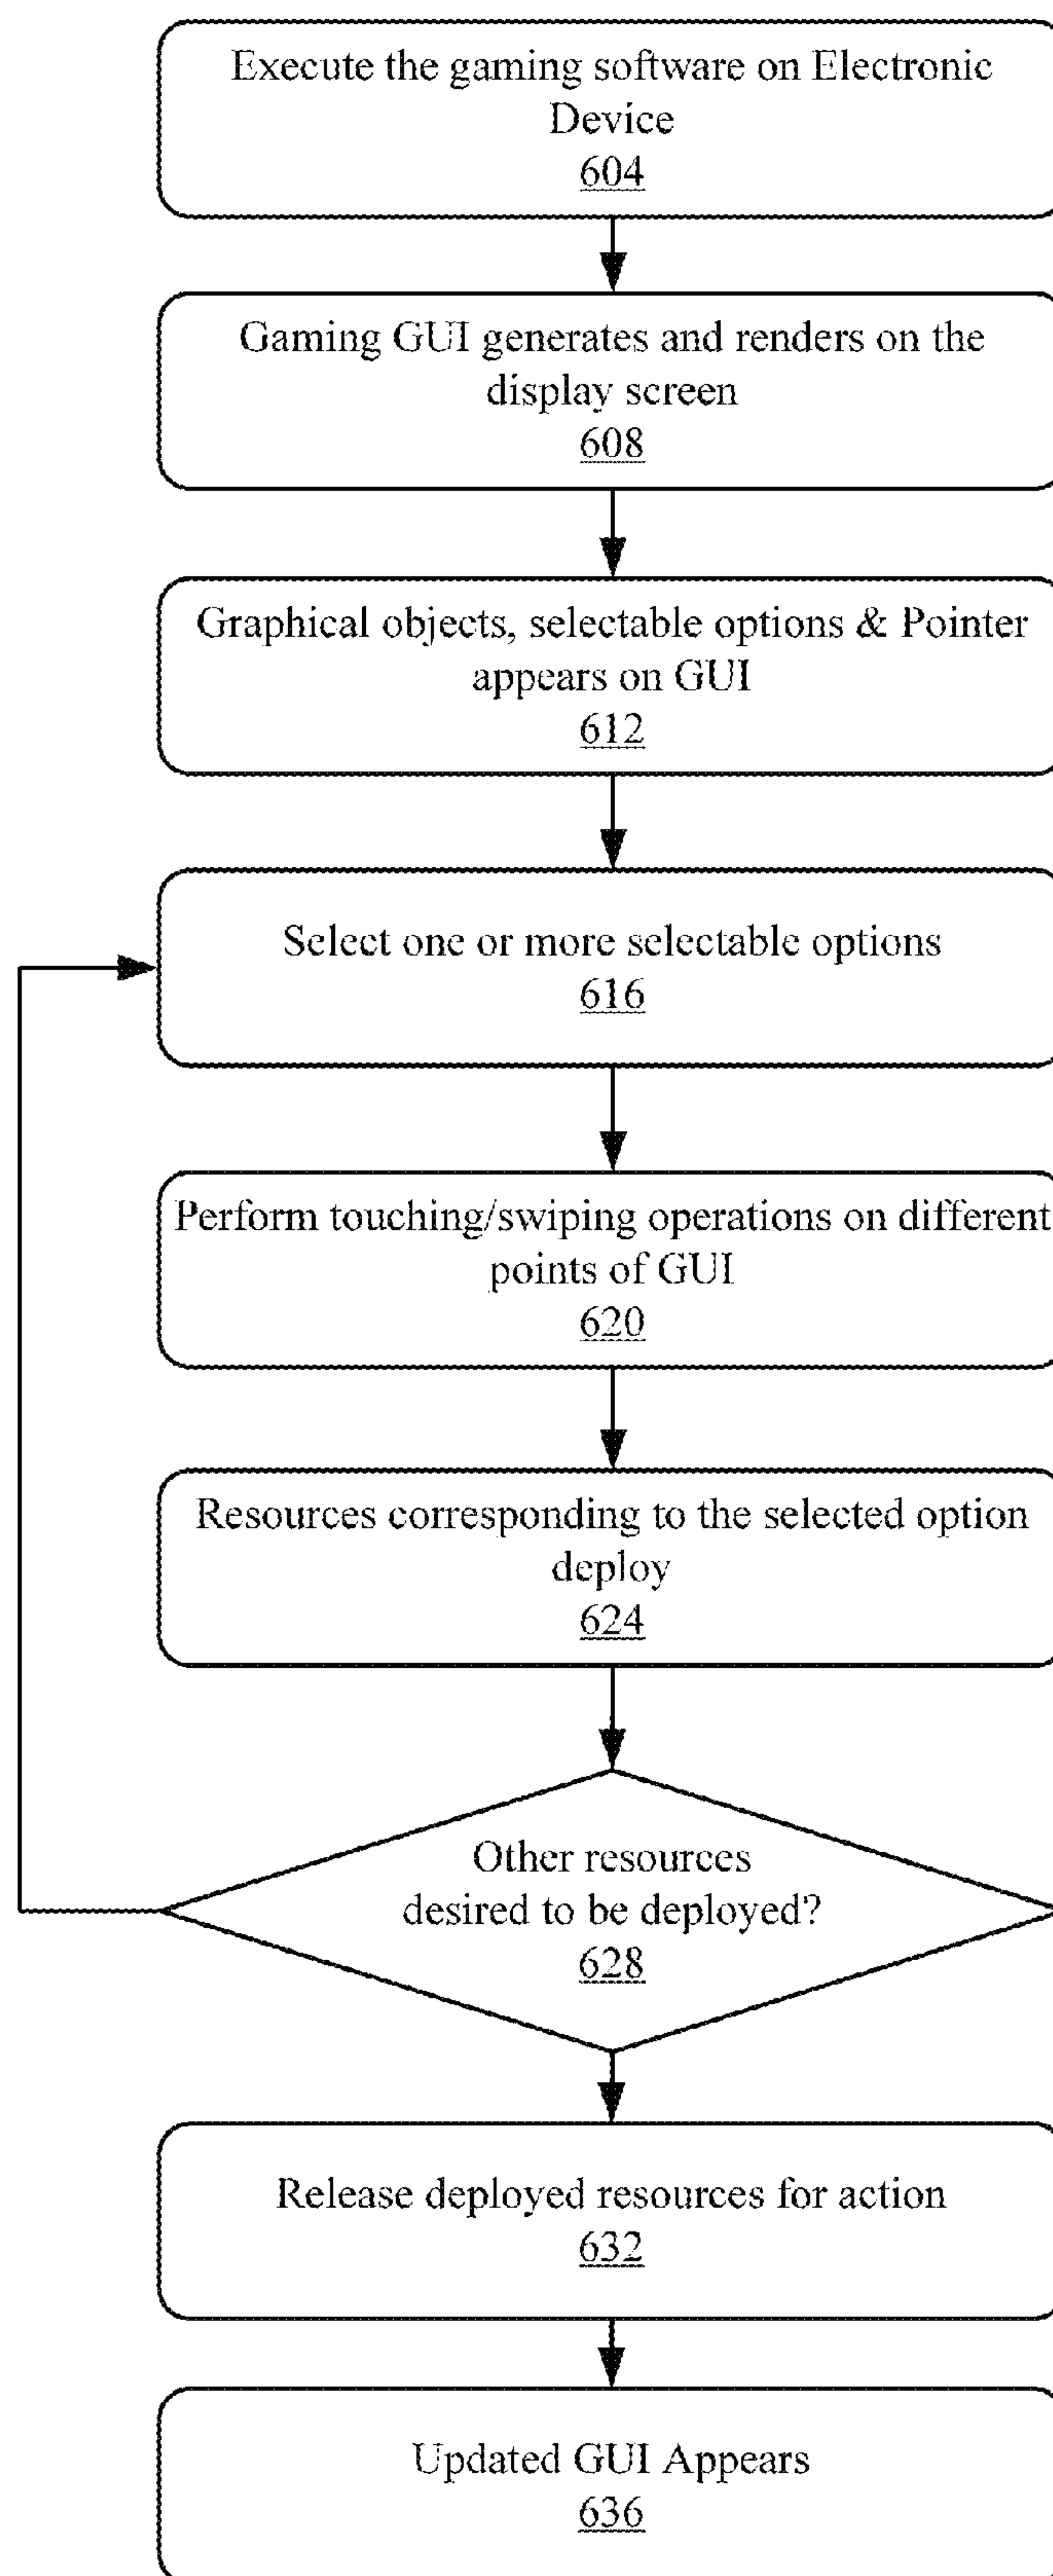 Execute the gaming software on Electronic
Device
604
Gaming GUI generates and renders on the
display screen
608
Graphical objects, selectable options & Pointer
appears on GUI
612
Select one or more selectable options
616
Perform touching/swiping operations on different
points of GUI
620
Resources corresponding to the selected option
deploy
624
Other resources
desired to be deployed?
628
Release deployed resources for action
632
Updated GUI Appears
636